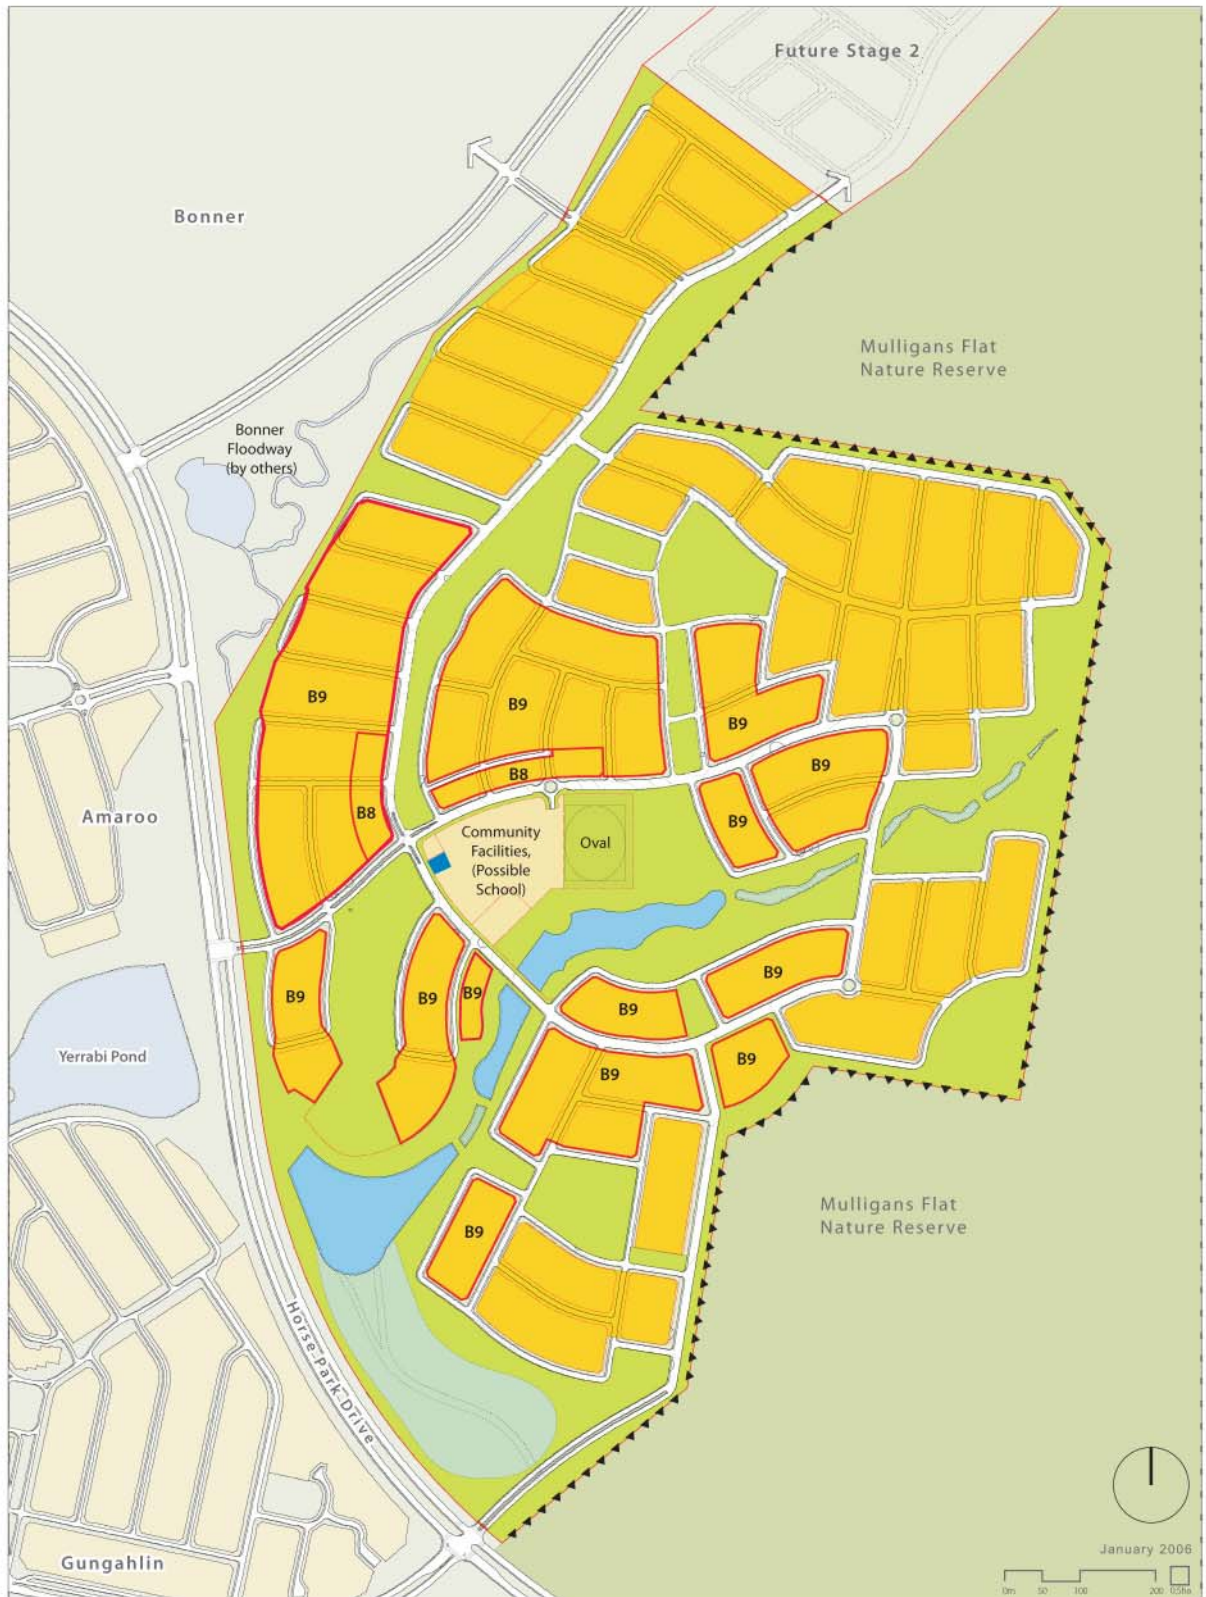 Future Stage 2
Bonner
Mulligans Flat
Nature Reserve
Bonner
Floodway
(by others)
B9
B9
B9
B8
B9
B8
B9
Amaroo
Community
Facilities,
(Possible
School)
Oval
B9
B9
B9
B9
B9
Yerrabi Pond
B9
B9
Mulligans Flat
Nature Reserve
B9
Horse Park Drive
Gungahlin
January 2006
0m 50 100 200 0.5ha